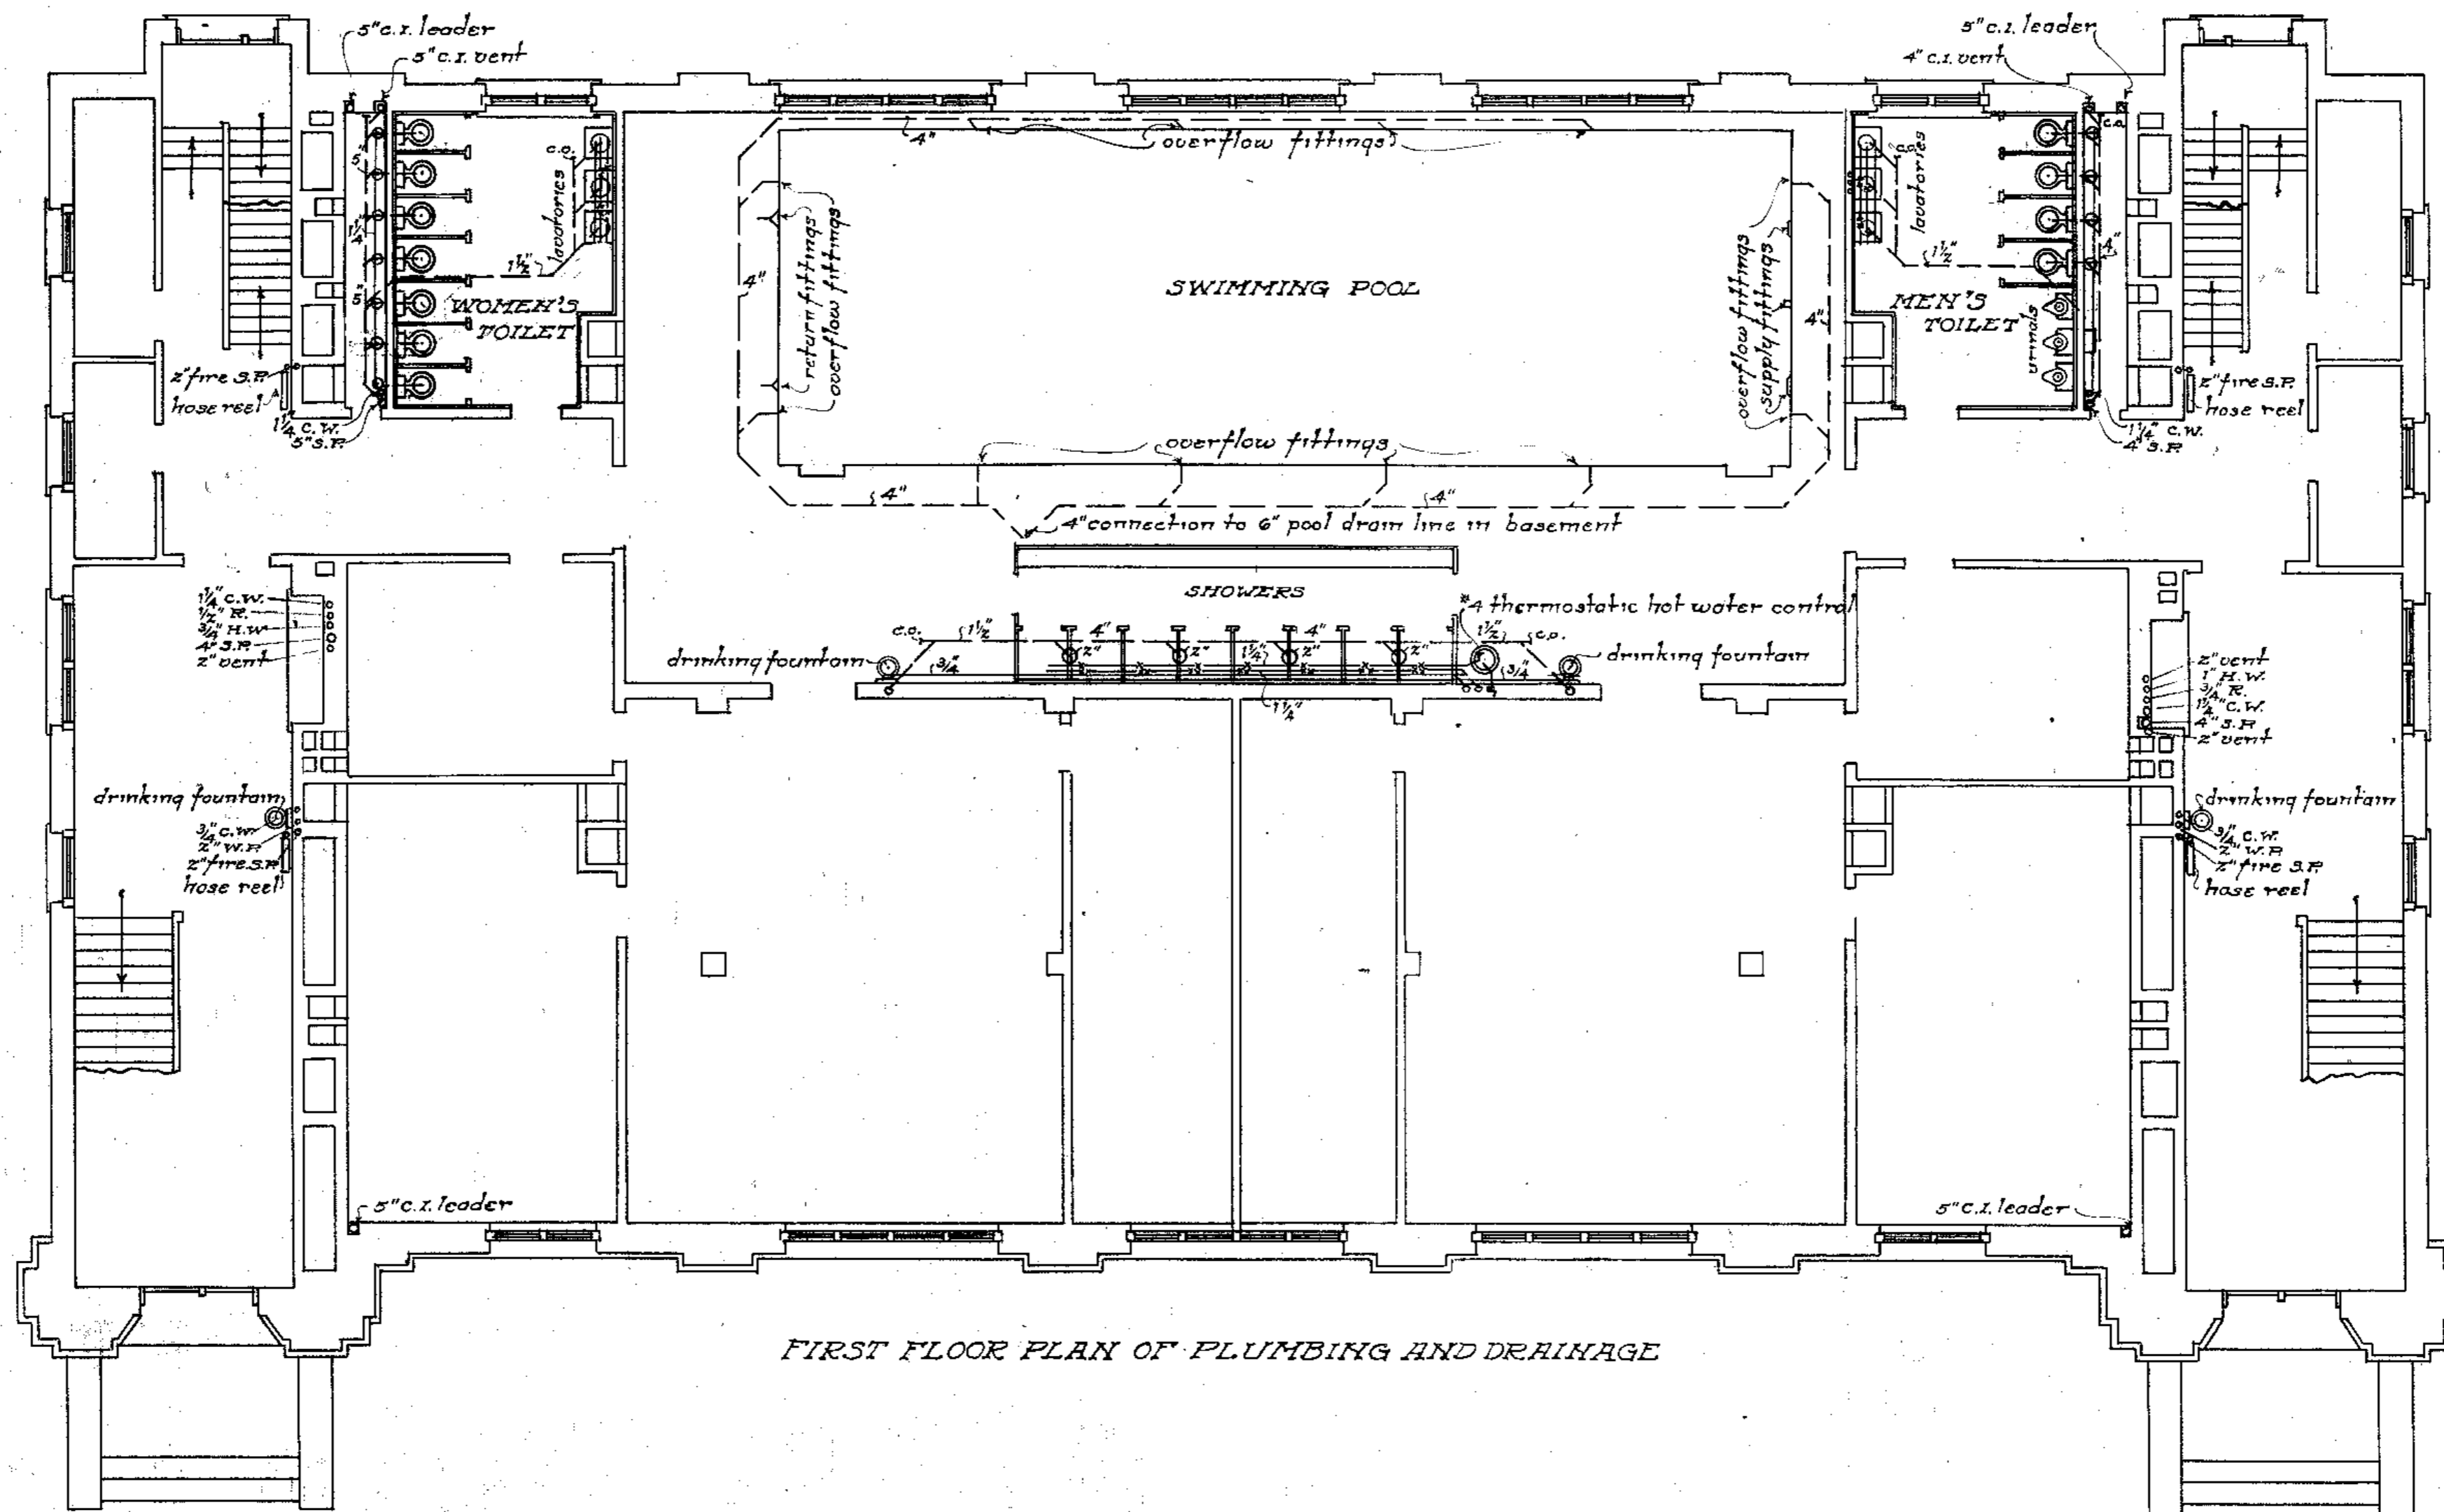 5" c.I. leader
5" c.I. vent
5" c.I. leader
4" c.I. vent
c.o.
5"
1¼"
5"
c.o.
lavatories
1½"
WOMEN'S
TOILET
2" fire S.P.
hose reel
1¼" C.W.
5" S.P.
4"
overflow fittings
4"
return fittings
overflow fittings
SWIMMING POOL
overflow fittings
supply fittings
4"
overflow fittings
4"
4"
4" connection to 6" pool drain line in basement
lavatories
1½"
MEN'S
TOILET
urinals
4"
2" fire S.P.
hose reel
1¼" C.W.
4" S.P.
SHOWERS
#4 thermostatic hot water control
c.o.
1½"
4"
4"
1½"
c.o.
drinking fountain
¾"
2"
2"
1¼"
2"
2"
¾"
drinking fountain
1¼"
1¼" C.W.
½" R.
¾" H.W.
4" S.P.
2" vent
2" vent
1" H.W.
¾" R.
1¼" C.W.
4" S.P.
2" vent
drinking fountain
¾" C.W.
2" W.P.
2" fire S.P.
hose reel
drinking fountain
¾" C.W.
2" W.P.
2" fire S.P.
hose reel
5" C.I. leader
5" C.I. leader
FIRST FLOOR PLAN OF PLUMBING AND DRAINAGE